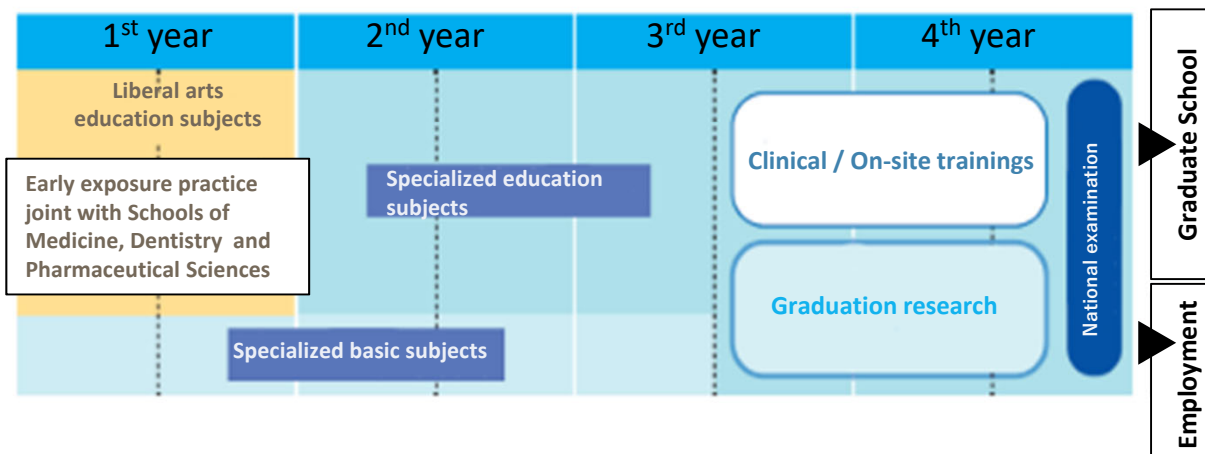 1st year
2nd year
3rd year
4th year
Liberal arts
education subjects
Early exposure practice
joint with Schools of
Medicine, Dentistry and
Pharmaceutical Sciences
Specialized education
subjects
Specialized basic subjects
Clinical / On-site trainings
Graduation research
National examination
Graduate School
Employment